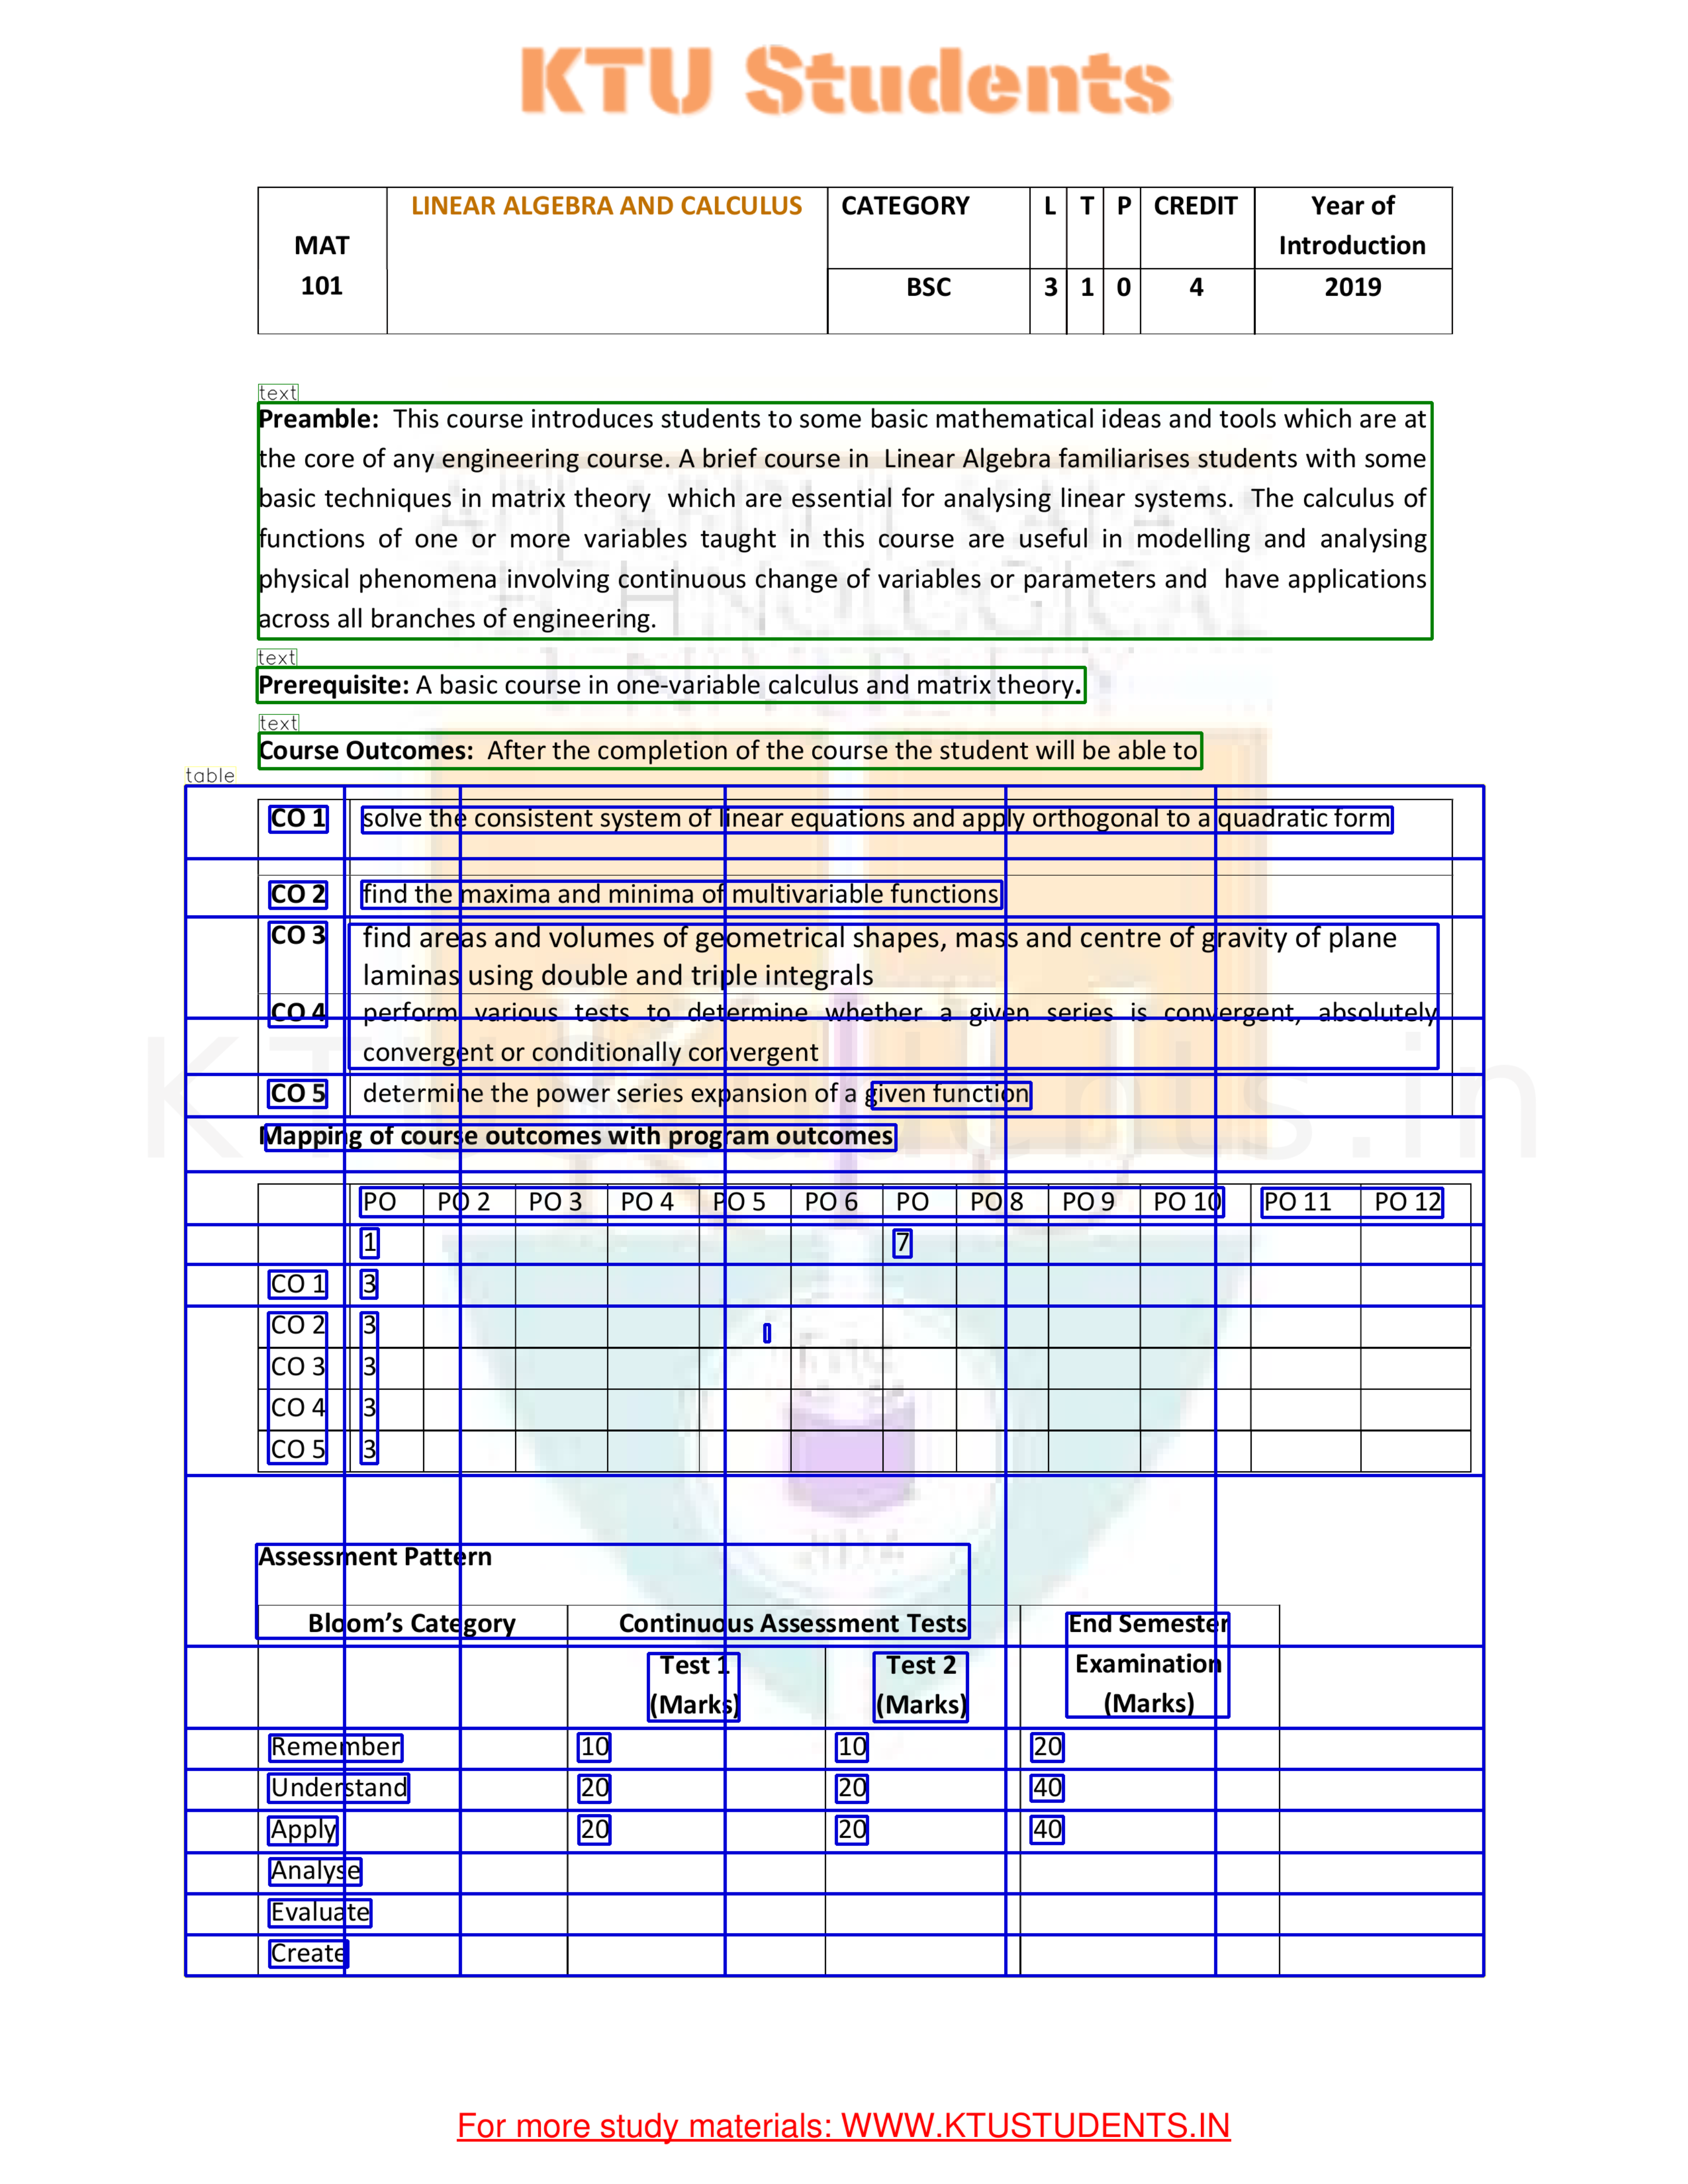 KTU Students
MAT 101 LINEAR ALGEBRA AND CALCULUS CATEGORY L T P CREDIT Year of Introduction
BSC 3 1 0 4 2019
text
Preamble: This course introduces students to some basic mathematical ideas and tools which are at
the core of any engineering course. A brief course in Linear Algebra familiarises students with some
basic techniques in matrix theory which are essential for analysing linear systems. The calculus of
functions of one or more variables taught in this course are useful in modelling and analysing
physical phenomena involving continuous change of variables or parameters and have applications
across all branches of engineering.
text
Prerequisite: A basic course in one-variable calculus and matrix theory.
text
Course Outcomes: After the completion of the course the student will be able to
table
CO 1 solve the consistent system of linear equations and apply orthogonal to a quadratic form
CO 2 find the maxima and minima of multivariable functions
CO 3 find areas and volumes of geometrical shapes, mass and centre of gravity of plane
laminas using double and triple integrals
CO 4 perform various tests to determine whether a given series is convergent, absolutely
convergent or conditionally convergent
CO 5 determine the power series expansion of a given function
Mapping of course outcomes with program outcomes
PO 1 PO 2 PO 3 PO 4 PO 5 PO 6 PO 7 PO 8 PO 9 PO 10 PO 11 PO 12
CO 1 3
CO 2 3
CO 3 3
CO 4 3
CO 5 3
Assessment Pattern
Bloom’s Category Continuous Assessment Tests End Semester
Test 1 Test 2 Examination
(Marks) (Marks) (Marks)
Remember 10 10 20
Understand 20 20 40
Apply 20 20 40
Analyse
Evaluate
Create
For more study materials: WWW.KTUSTUDENTS.IN